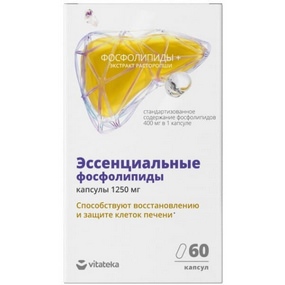 ФОСФОЛИПИДЫ +
ЭКСТРАКТ РАСТОРОПШИ
стандартизованное
содержание фосфолипидов
400 мг в 1 капсуле
Эссенциальные
фосфолипиды
капсулы 1250 мг
Способствуют восстановлению
и защите клеток печени*
vitateka
60
капсул